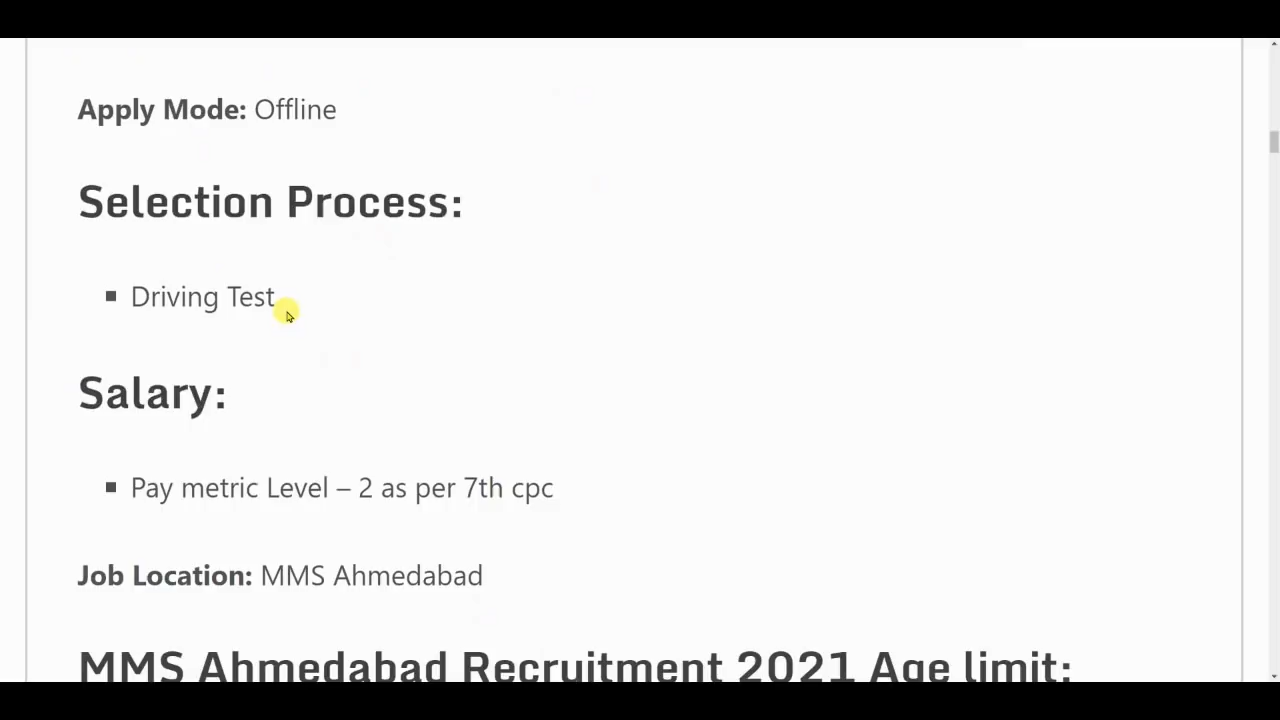 Apply Mode: Offline
Selection Process:
Driving Test
Salary:
Pay metric Level – 2 as per 7th cpc
Job Location: MMS Ahmedabad
MMS Ahmedabad Recruitment 2021 Age limit: